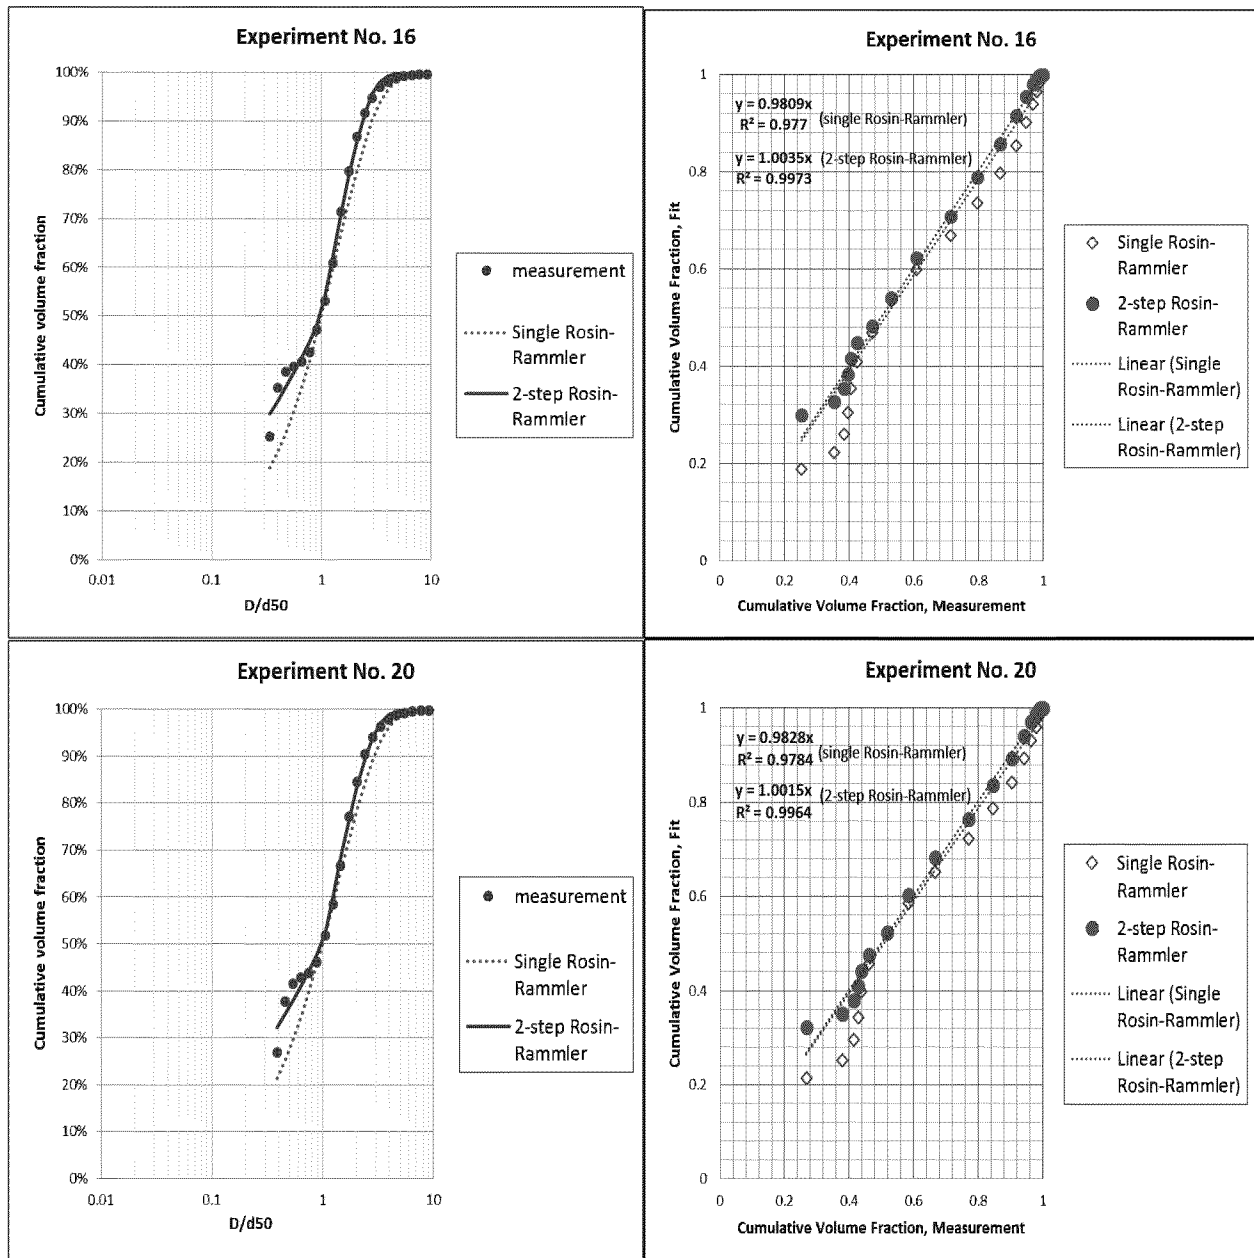 Experiment No. 16
100%
90%
80%
70%
60%
50%
40%
30%
20%
10%
0%
Cumulative volume fraction
0.01
0.1
1
10
D/d50
measurement
Single Rosin-
Rammler
2-step Rosin-
Rammler
Experiment No. 16
1
0.8
0.6
0.4
0.2
0
Cumulative Volume Fraction, Fit
y = 0.9809x
R² = 0.977 (single Rosin-Rammler)
y = 1.0035x (2-step Rosin-Rammler)
R² = 0.9973
0
0.2
0.4
0.6
0.8
1
Cumulative Volume Fraction, Measurement
Single Rosin-
Rammler
2-step Rosin-
Rammler
Linear (Single
Rosin-Rammler)
Linear (2-step
Rosin-Rammler)
Experiment No. 20
100%
90%
80%
70%
60%
50%
40%
30%
20%
10%
0%
Cumulative volume fraction
0.01
0.1
1
10
D/d50
measurement
Single Rosin-
Rammler
2-step Rosin-
Rammler
Experiment No. 20
1
0.8
0.6
0.4
0.2
0
Cumulative Volume Fraction, Fit
y = 0.9828x
R² = 0.9784 (single Rosin-Rammler)
y = 1.0015x (2-step Rosin-Rammler)
R² = 0.9964
0
0.2
0.4
0.6
0.8
1
Cumulative Volume Fraction, Measurement
Single Rosin-
Rammler
2-step Rosin-
Rammler
Linear (Single
Rosin-Rammler)
Linear (2-step
Rosin-Rammler)